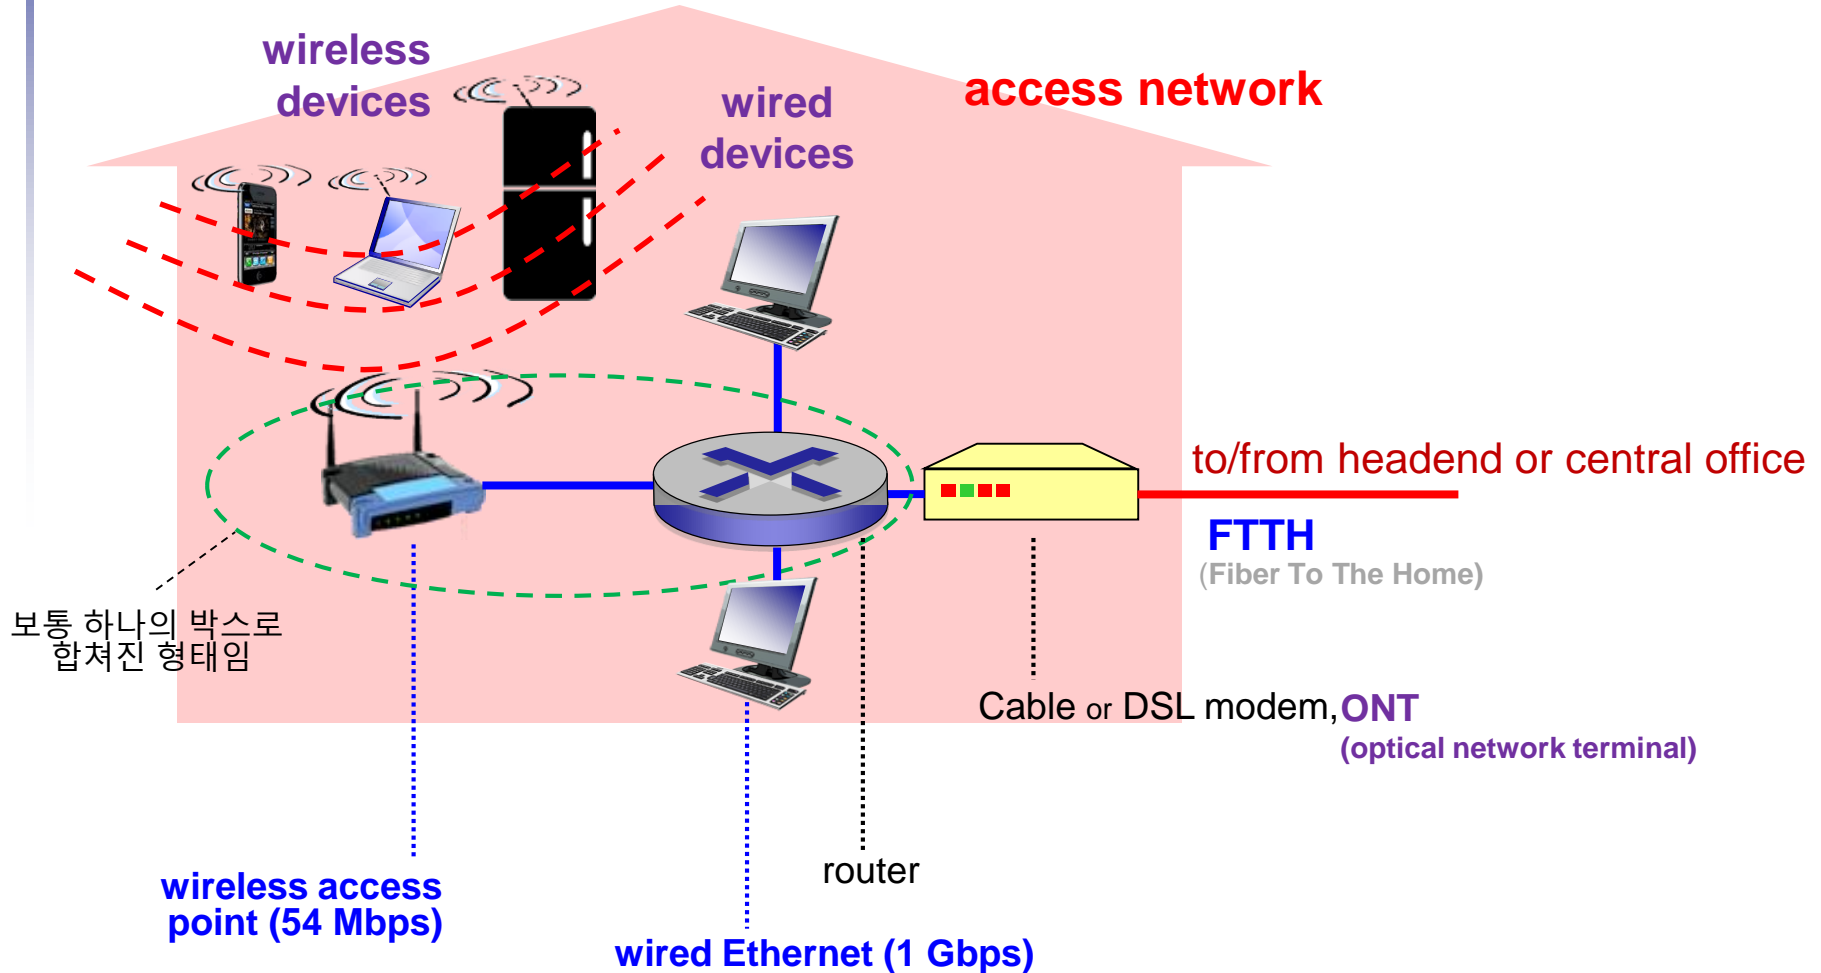 wireless
devices
access network
wired
devices
to/from headend or central office
FTTH
(Fiber To The Home)
보통 하나의 박스로
합쳐진 형태임
Cable or DSL modem, ONT
(optical network terminal)
router
wireless access
point (54 Mbps)
wired Ethernet (1 Gbps)